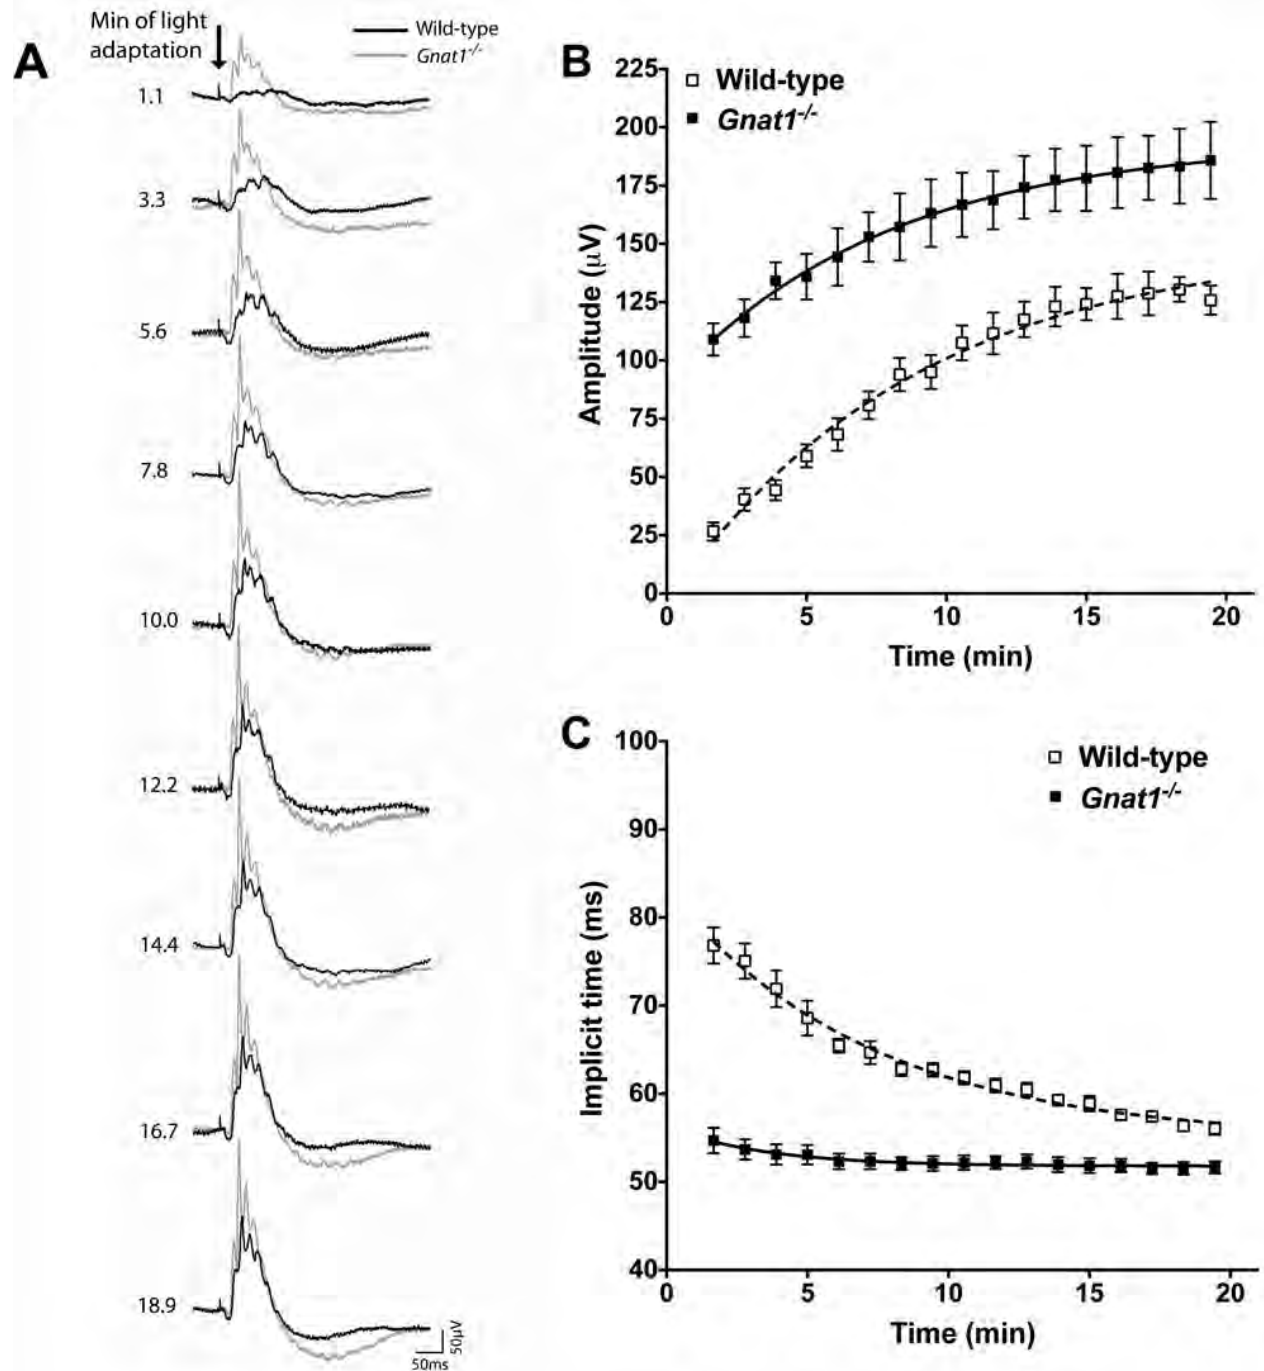 A
Min of light
adaptation
Wild-type
Gnat1-/-
1.1
3.3
5.6
7.8
10.0
12.2
14.4
16.7
18.9
50μV
50ms
B
Wild-type
Gnat1-/-
Amplitude (μV)
225
200
175
150
125
100
75
50
25
0
0 5 10 15 20
Time (min)
C
Wild-type
Gnat1-/-
Implicit time (ms)
100
90
80
70
60
50
40
0 5 10 15 20
Time (min)